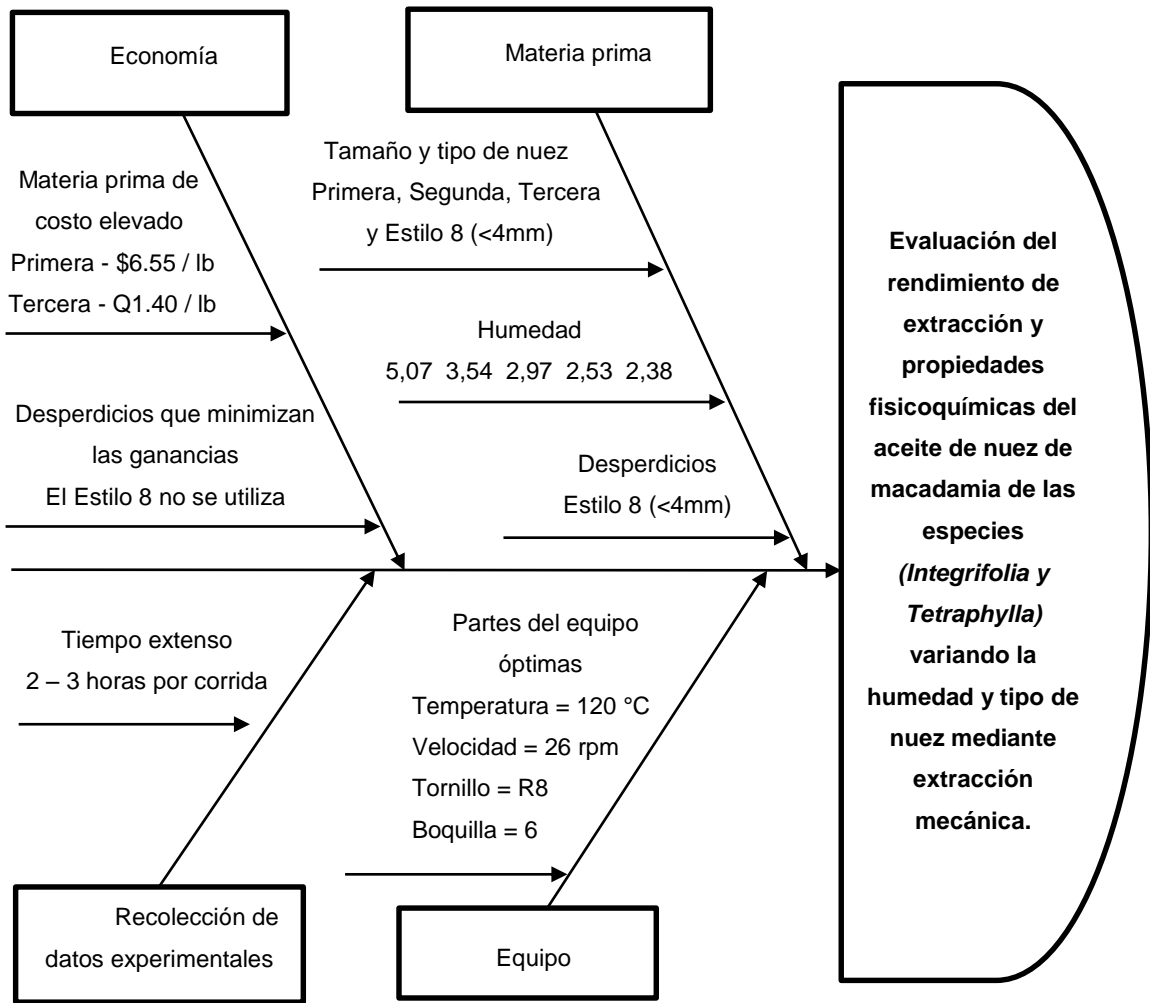 Economía
Materia prima
Materia prima de
costo elevado
Primera - $6.55 / lb
Tercera - Q1.40 / lb
Desperdicios que minimizan
las ganancias
El Estilo 8 no se utiliza
Tamaño y tipo de nuez
Primera, Segunda, Tercera
y Estilo 8 (<4mm)
Humedad
5,07 3,54 2,97 2,53 2,38
Desperdicios
Estilo 8 (<4mm)
Tiempo extenso
2 – 3 horas por corrida
Recolección de
datos experimentales
Partes del equipo
óptimas
Temperatura = 120 °C
Velocidad = 26 rpm
Tornillo = R8
Boquilla = 6
Equipo
Evaluación del
rendimiento de
extracción y
propiedades
fisicoquímicas del
aceite de nuez de
macadamia de las
especies
(Integrifolia y
Tetraphylla)
variando la
humedad y tipo de
nuez mediante
extracción
mecánica.